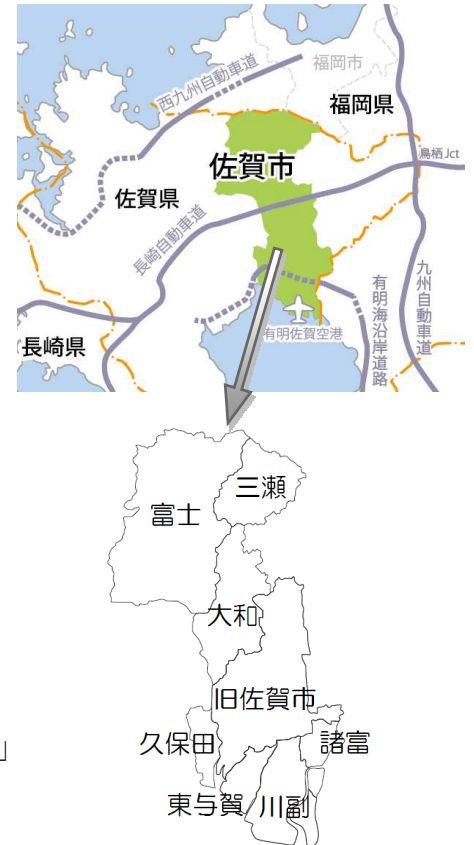 福岡市
西九州自動車道
福岡県
鳥栖Jct
佐賀市
佐賀県
長崎自動車道
有明海沿岸道路
九州自動車道
有明佐賀空港
長崎県
三瀬
富士
大和
旧佐賀市
久保田
諸富
」
東与賀
川副